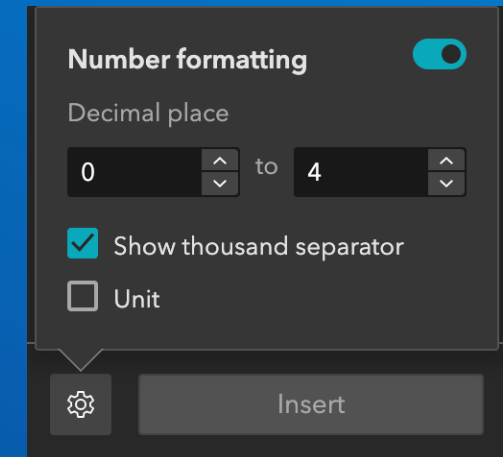 Number formatting
Decimal place
0 to 4
Show thousand separator
Unit
Insert